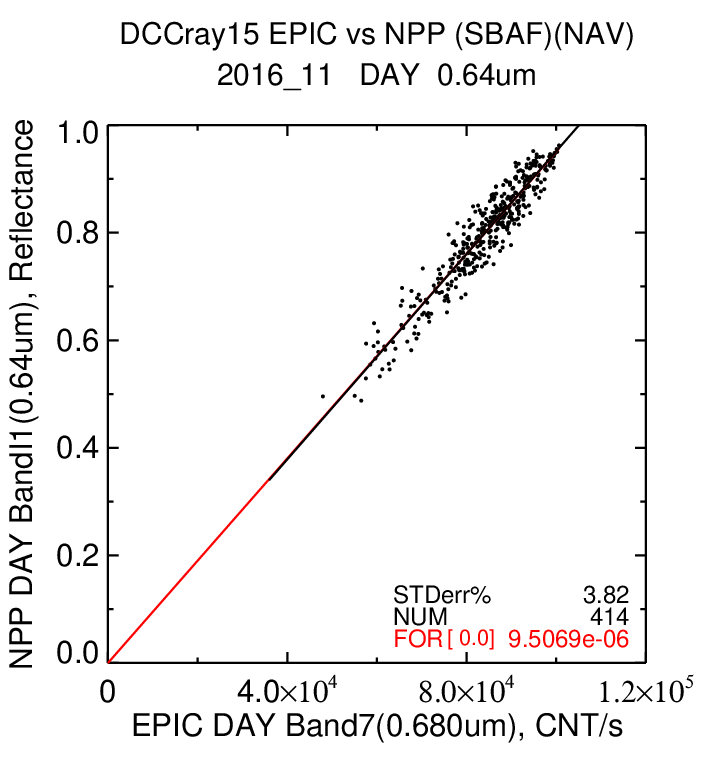 DCCray15 EPIC vs NPP (SBAF)(NAV)
2016_11 DAY 0.64um
NPP DAY BandI1(0.64um), Reflectance
1.0
0.8
0.6
0.4
0.2
0.0
STDerr% 3.82
NUM 414
FOR[ 0.0] 9.5069e-06
0 4.0×10⁴ 8.0×10⁴ 1.2×10⁵
EPIC DAY Band7(0.680um), CNT/s